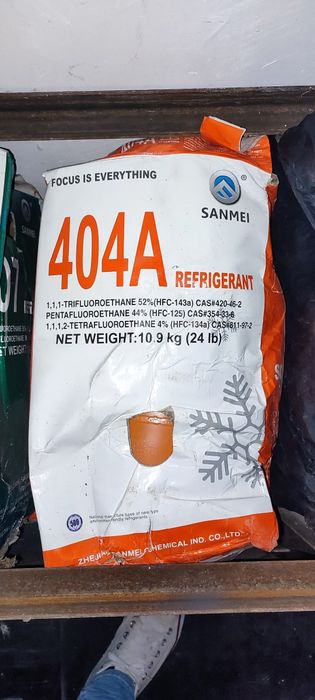 404A
FOCUS IS EVERYTHING
SANMEI
404A REFRIGERANT
1,1,1-TRIFLUOROETHANE 52%(HFC-143a) CAS#420-46-2
PENTAFLUOROETHANE 44% (HFC-125) CAS#354-33-6
1,1,1,2-TETRAFLUOROETHANE 4% (HFC-134a) CAS#811-97-2
NET WEIGHT:10.9 kg (24 lb)
500
SANMEI CHEMICAL IND. CO.,LTD